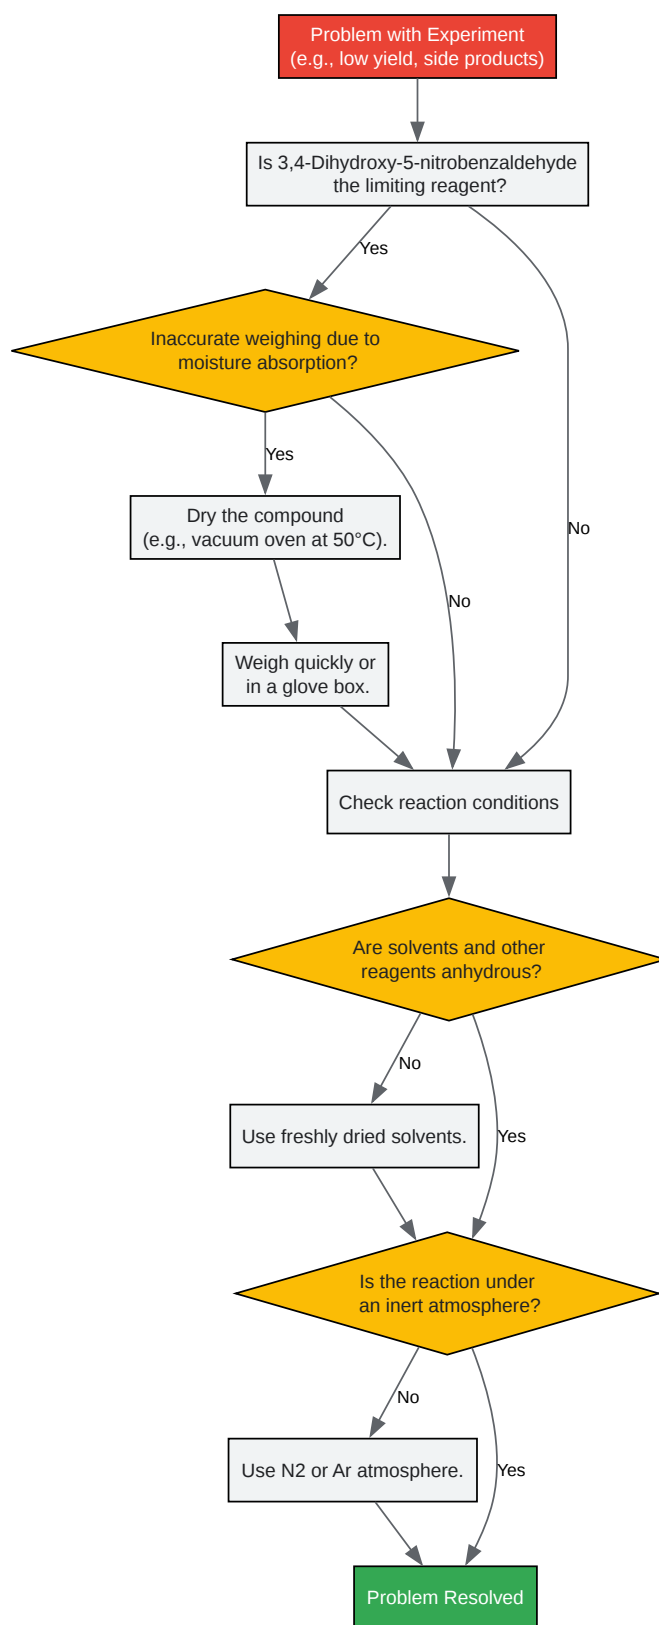 Problem with Experiment
(e.g., low yield, side products)
Is 3,4-Dihydroxy-5-nitrobenzaldehyde
the limiting reagent?
Yes
Inaccurate weighing due to
moisture absorption?
Yes
Dry the compound
(e.g., vacuum oven at 50°C).
No
No
Weigh quickly or
in a glove box.
Check reaction conditions
Are solvents and other
reagents anhydrous?
No
Use freshly dried solvents.
Yes
Is the reaction under
an inert atmosphere?
No
Use N2 or Ar atmosphere.
Yes
Problem Resolved